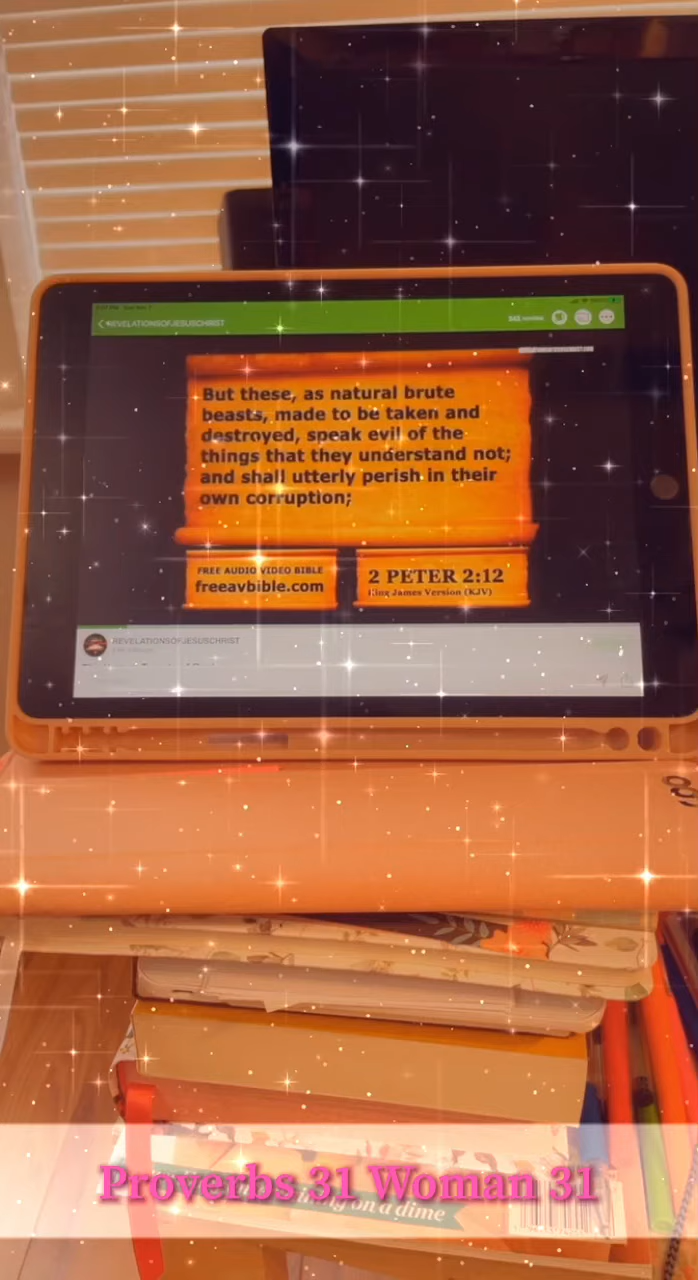 REVELATIONSOFJESUSCHRIST
But these, as natural brute
beasts, made to be taken and
destroyed, speak evil of the
things that they understand not;
and shall utterly perish in their
own corruption;
FREE AUDIO VIDEO BIBLE
freeavbible.com
2 PETER 2:12
King James Version (KJV)
REVELATIONSOFJESUSCHRIST
Proverbs 31 Woman 31
on a dime